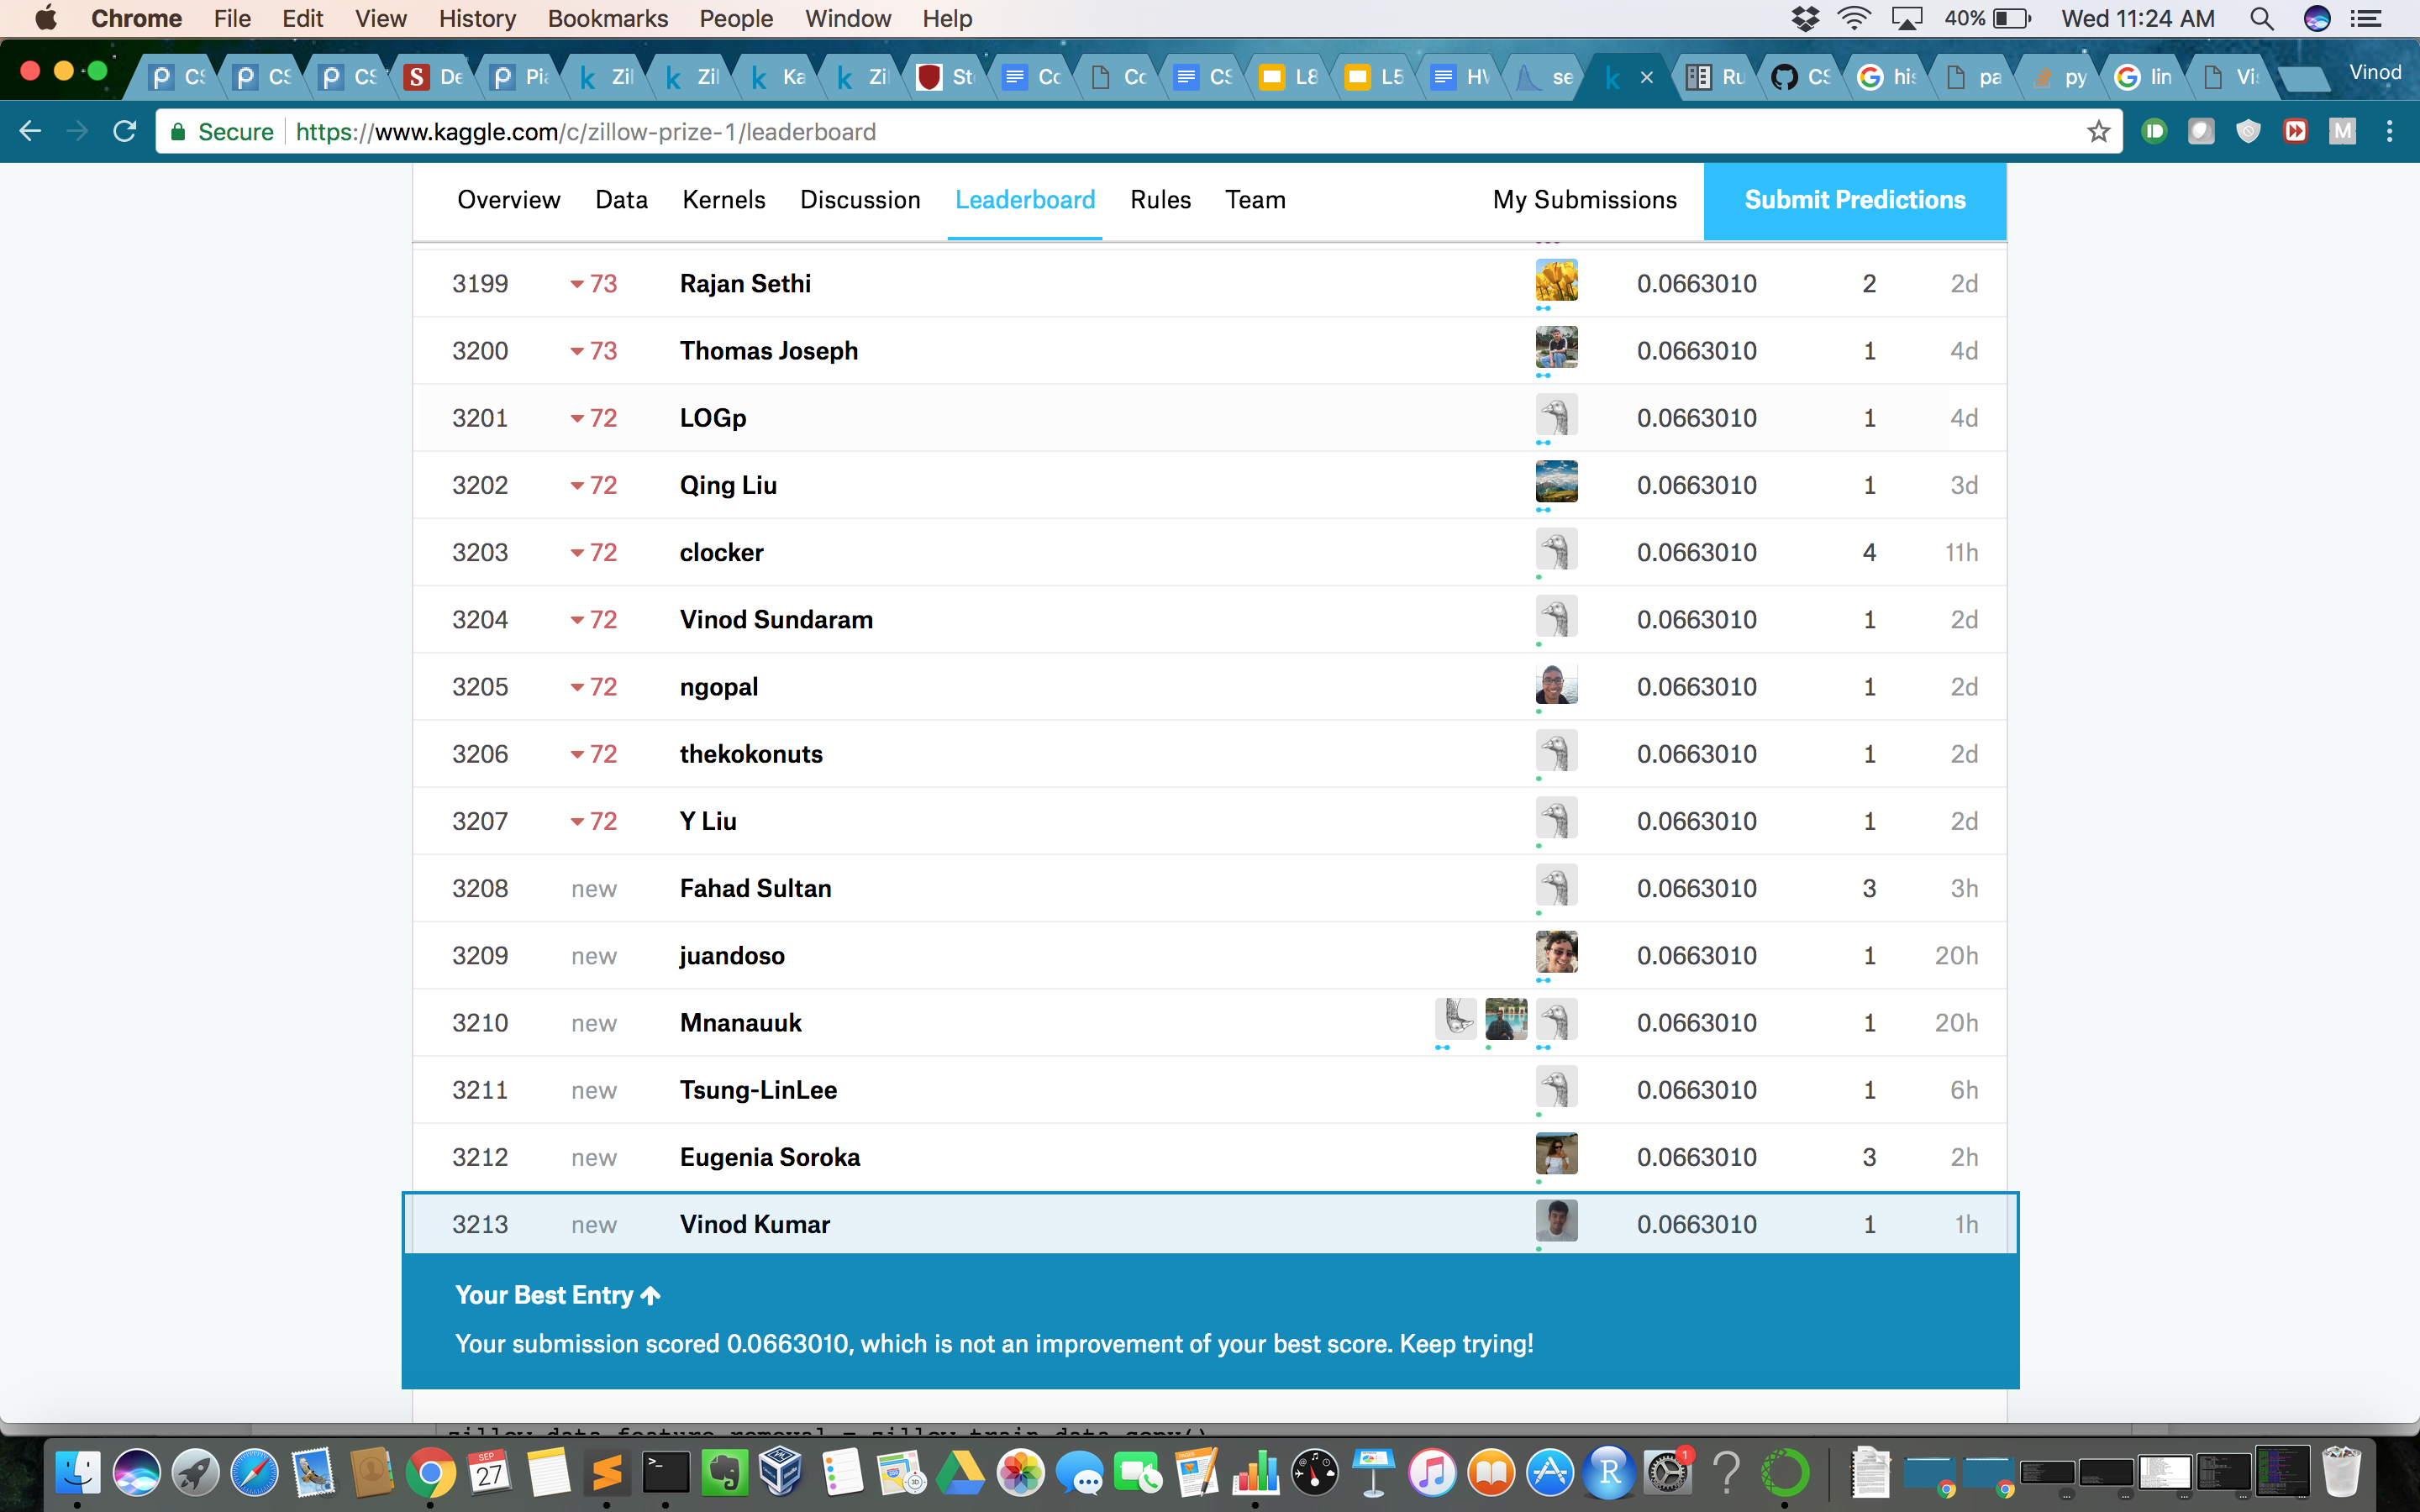 Chrome File Edit View History Bookmarks People Window Help 40% Wed 11:24 AM
CS CS CS De Pia Zil Zil Ka Zil St Co Co CS L8 L5 HV se Ru CS his pa py lin Vis Vinod
Secure https://www.kaggle.com/c/zillow-prize-1/leaderboard
Overview Data Kernels Discussion Leaderboard Rules Team My Submissions Submit Predictions
3199 73 Rajan Sethi 0.0663010 2 2d
3200 73 Thomas Joseph 0.0663010 1 4d
3201 72 LOGp 0.0663010 1 4d
3202 72 Qing Liu 0.0663010 1 3d
3203 72 clocker 0.0663010 4 11h
3204 72 Vinod Sundaram 0.0663010 1 2d
3205 72 ngopal 0.0663010 1 2d
3206 72 thekokonuts 0.0663010 1 2d
3207 72 Y Liu 0.0663010 1 2d
3208 new Fahad Sultan 0.0663010 3 3h
3209 new juandoso 0.0663010 1 20h
3210 new Mnanauuk 0.0663010 1 20h
3211 new Tsung-LinLee 0.0663010 1 6h
3212 new Eugenia Soroka 0.0663010 3 2h
3213 new Vinod Kumar 0.0663010 1 1h
Your Best Entry
Your submission scored 0.0663010, which is not an improvement of your best score. Keep trying!
zillow_data_feature_removal = zillow_train_data.copy()
SEP
27
1